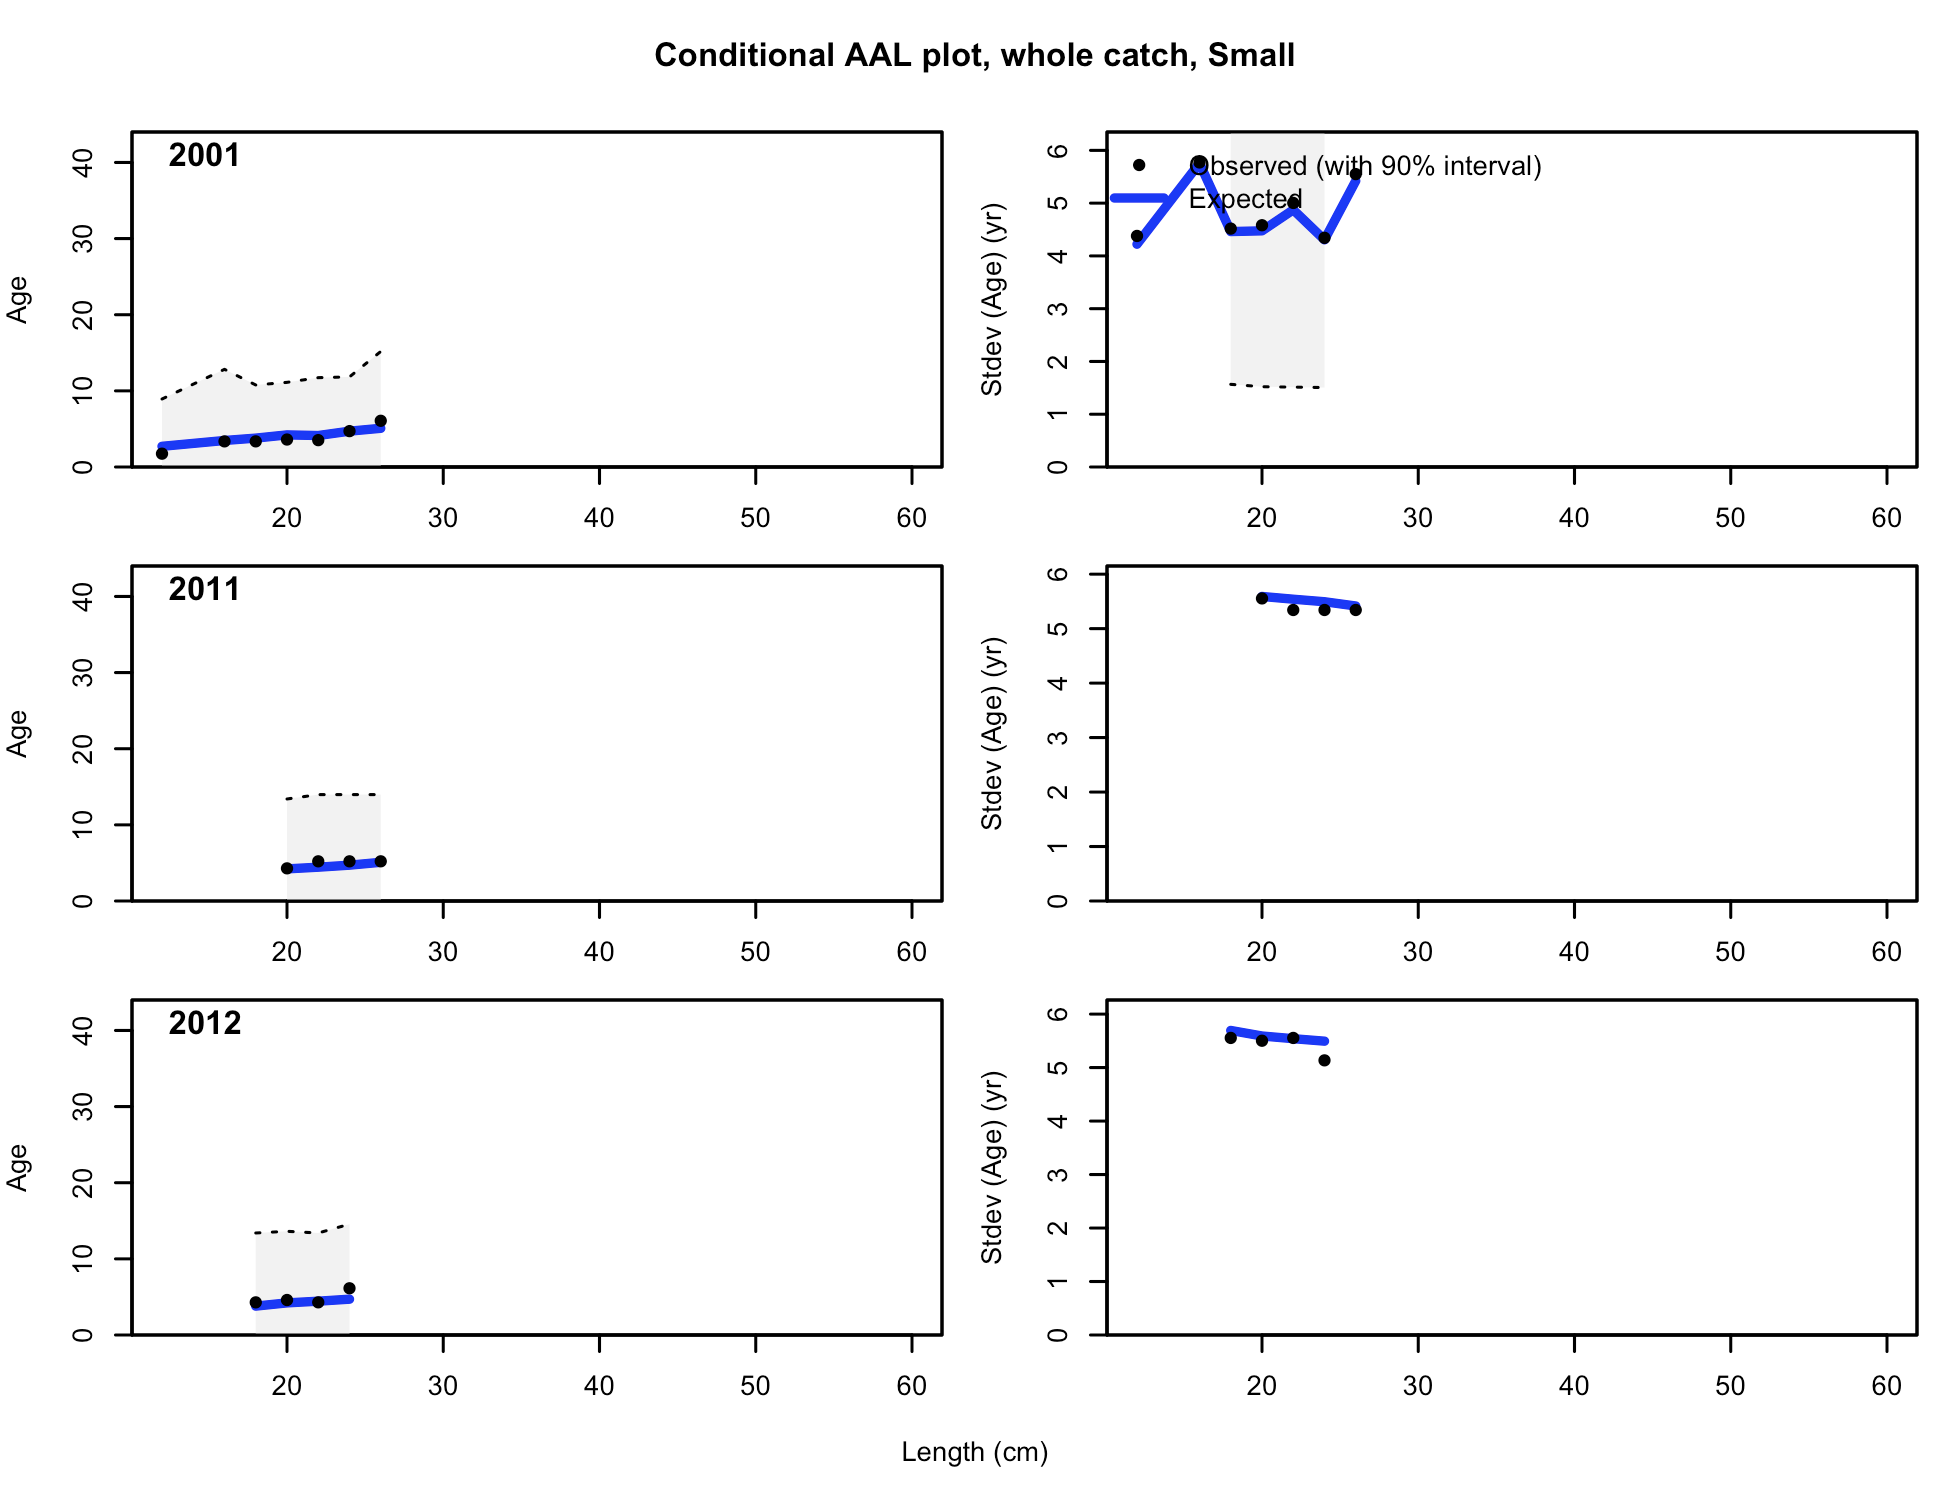 Conditional AAL plot, whole catch, Small
2001
Age
0 10 20 30 40
20 30 40 50 60
Observed (with 90% interval)
Expected
Stdev (Age) (yr)
0 1 2 3 4 5 6
20 30 40 50 60
2011
Age
0 10 20 30 40
20 30 40 50 60
Stdev (Age) (yr)
0 1 2 3 4 5 6
20 30 40 50 60
2012
Age
0 10 20 30 40
20 30 40 50 60
Stdev (Age) (yr)
0 1 2 3 4 5 6
20 30 40 50 60
Length (cm)